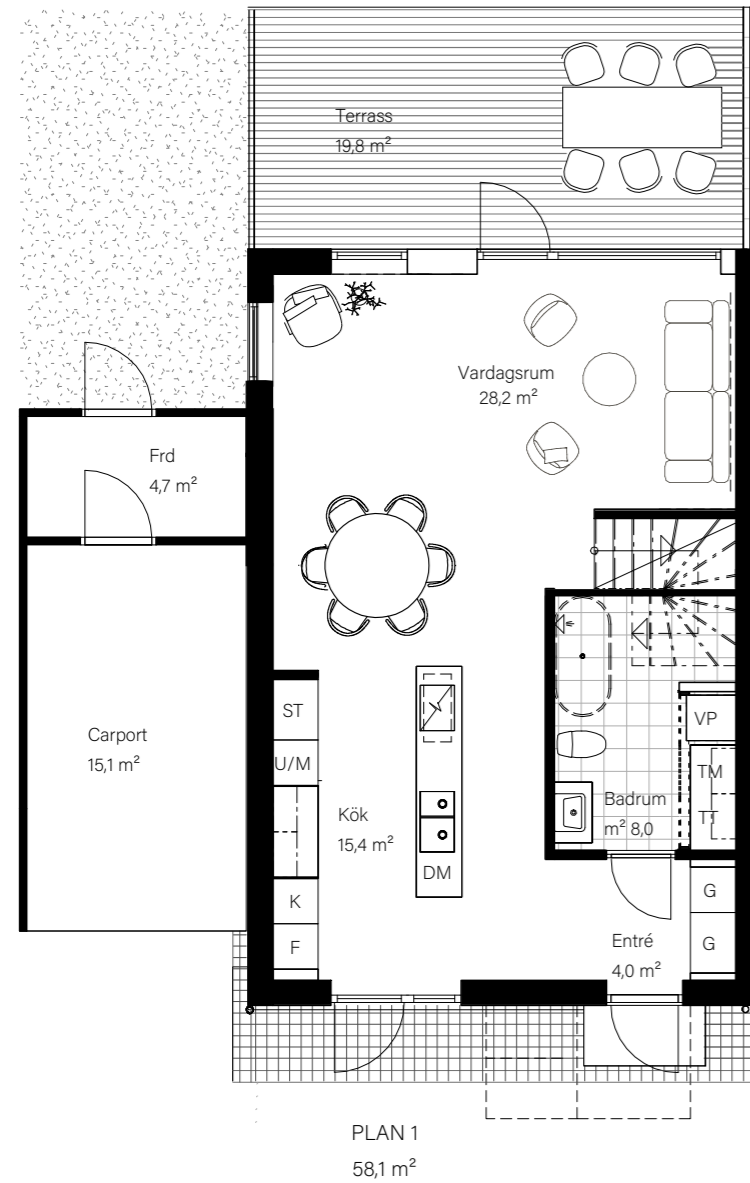 Terrass
19,8 m²
Vardagsrum
28,2 m²
Frd
4,7 m²
ST
VP
Carport
15,1 m²
U/M
TM
Kök
15,4 m²
Badrum
m² 8,0
TT
DM
K
G
F
Entré
4,0 m²
G
PLAN 1
58,1 m²